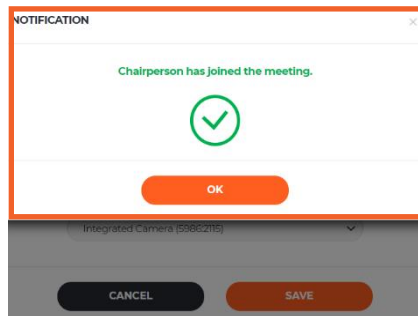 NOTIFICATION
×
Chairperson has joined the meeting.
OK
Integrated Camera (5986:2115)
CANCEL
SAVE